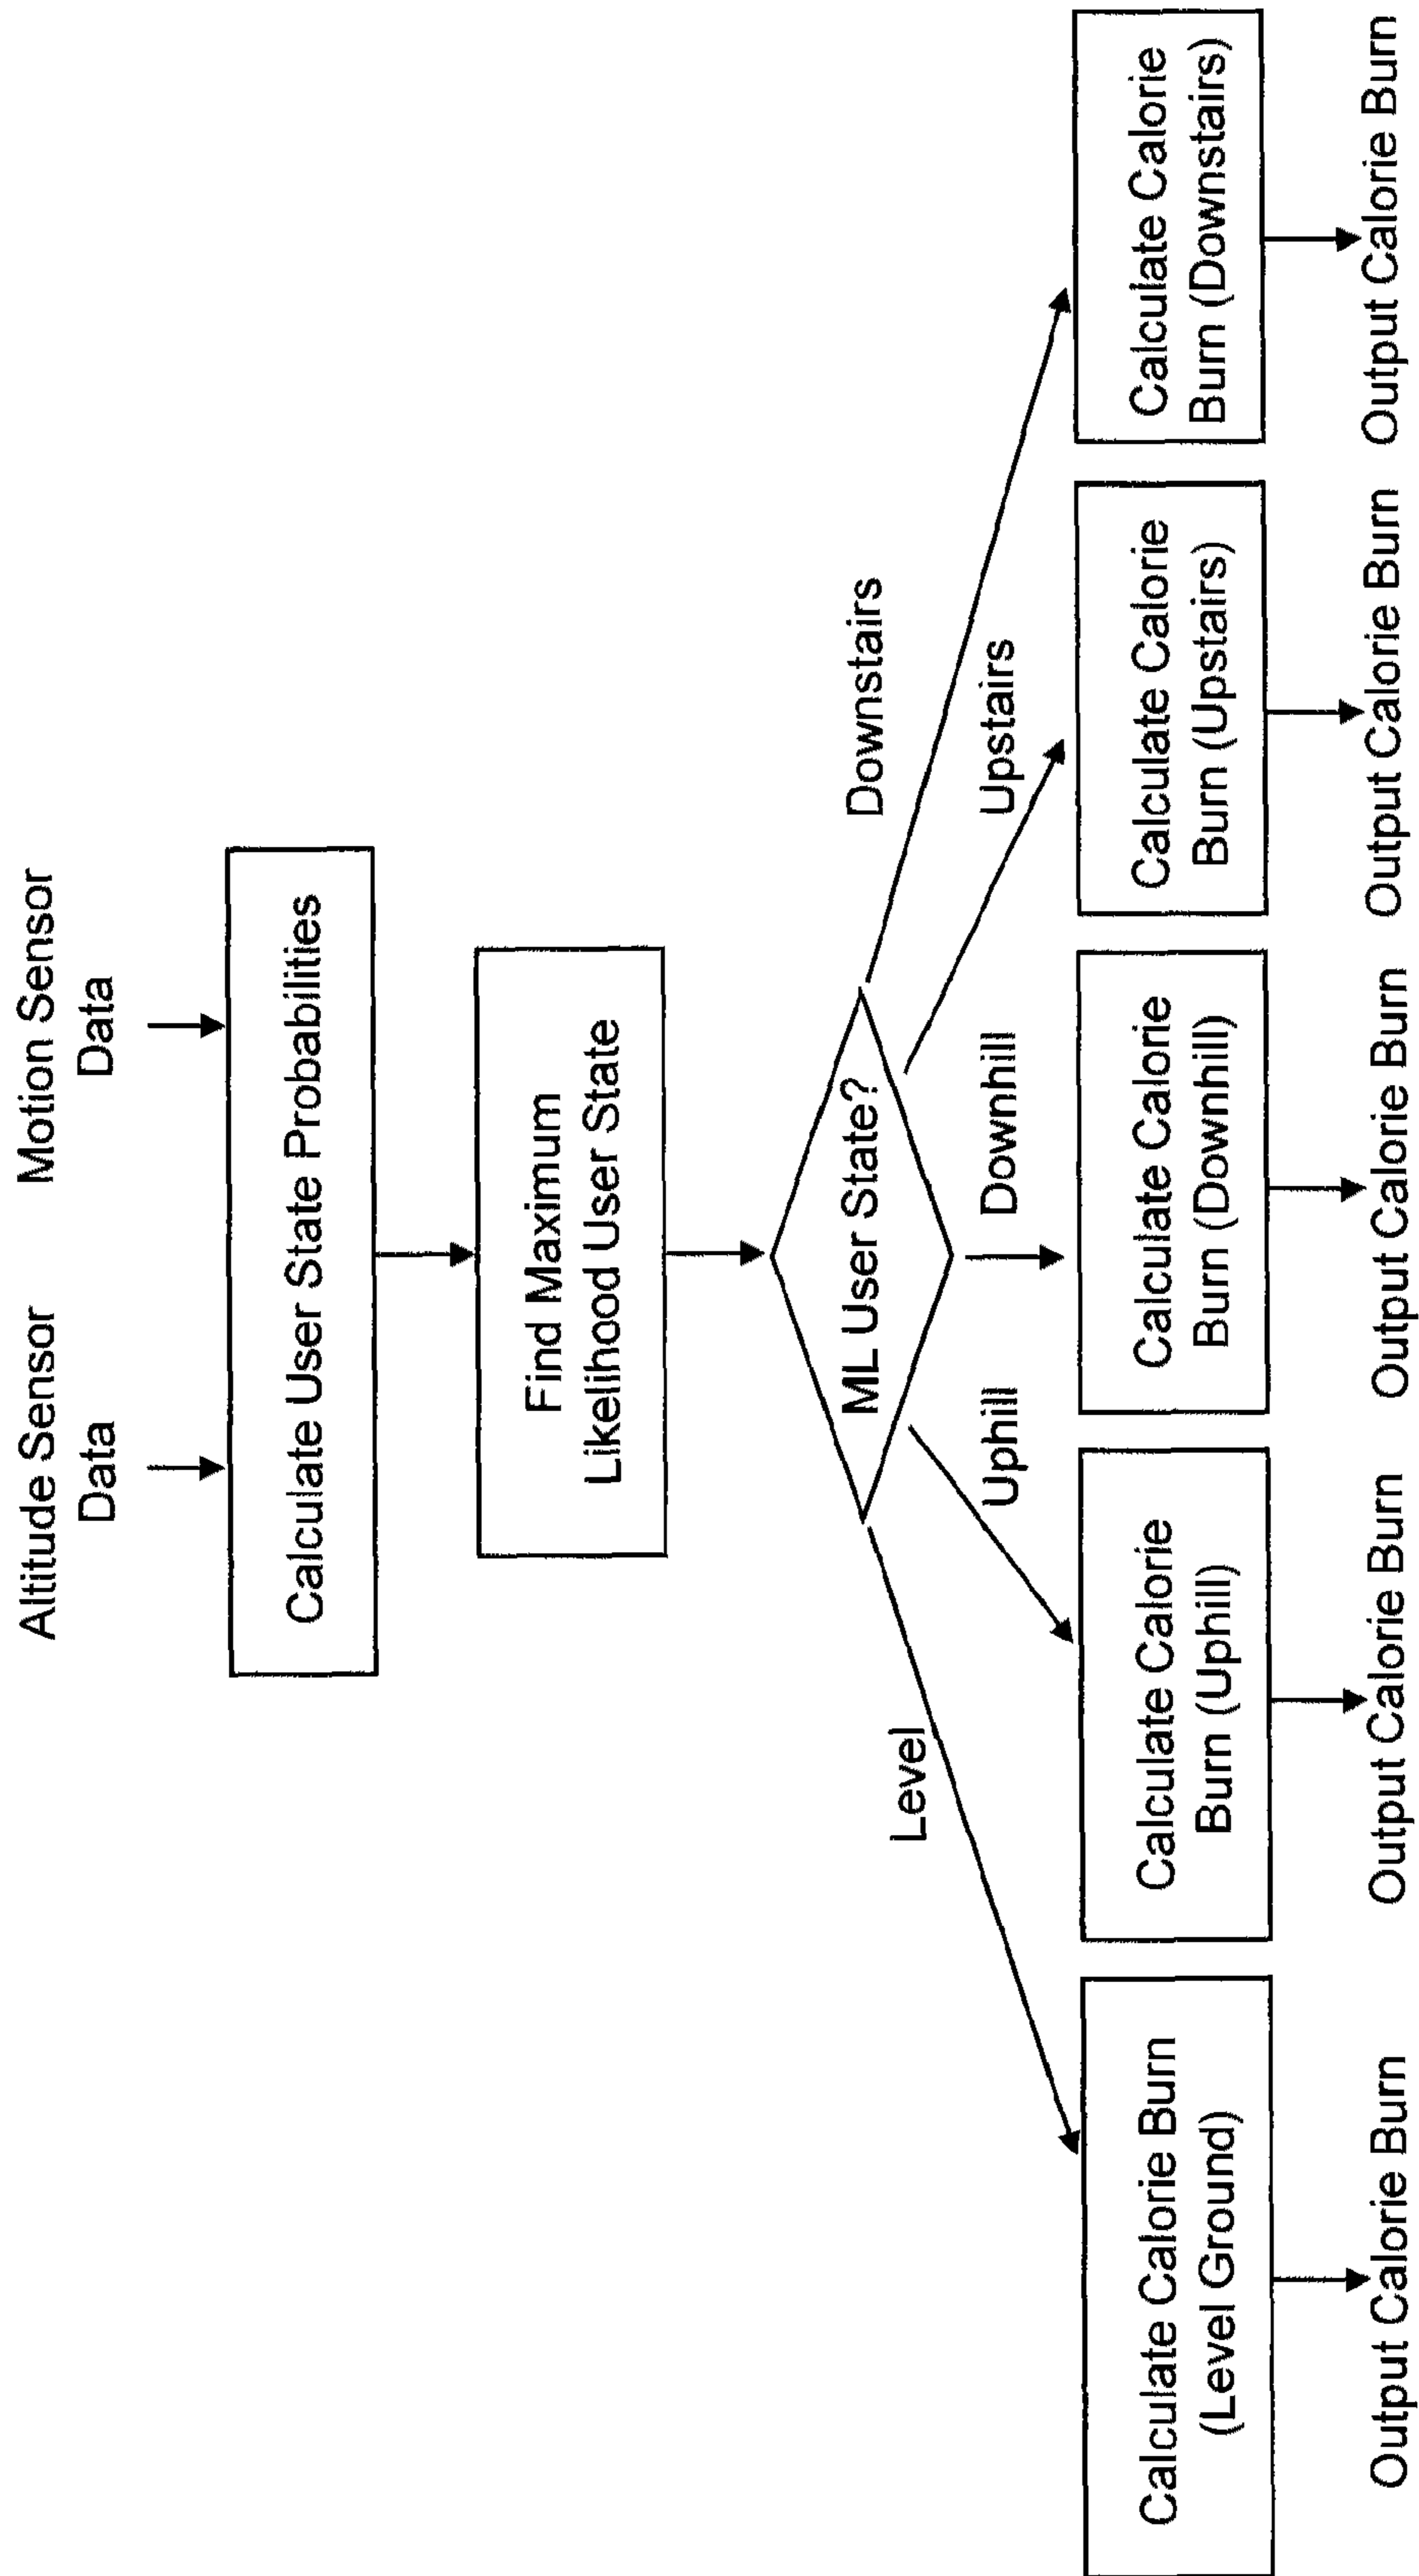 Altitude Sensor
Data
Motion Sensor
Data
Calculate User State Probabilities
Find Maximum
Likelihood User State
ML User State?
Level
Uphill
Downhill
Upstairs
Downstairs
Calculate Calorie Burn
(Level Ground)
Calculate Calorie
Burn (Uphill)
Calculate Calorie
Burn (Downhill)
Calculate Calorie
Burn (Upstairs)
Calculate Calorie
Burn (Downstairs)
Output Calorie Burn
Output Calorie Burn
Output Calorie Burn
Output Calorie Burn
Output Calorie Burn